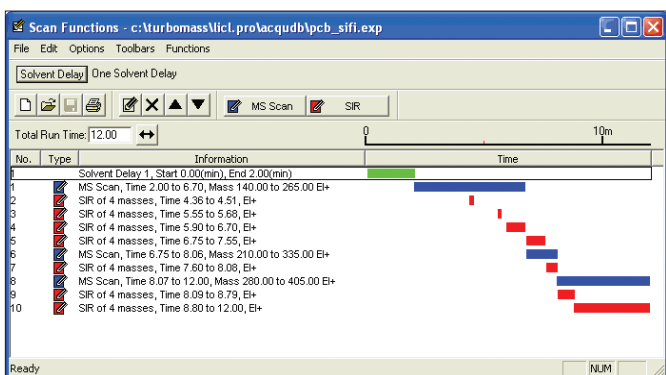 Scan Functions - c:\turbomass\licl.pro\acqudb\pcb_sifi.exp
File Edit Options Toolbars Functions
Solvent Delay One Solvent Delay
MS Scan SIR
Total Run Time: 12.00 0 10m
No. Type Information Time
1 Solvent Delay 1, Start 0.00(min), End 2.00(min)
1 MS Scan, Time 2.00 to 6.70, Mass 140.00 to 265.00 EI+
2 SIR of 4 masses, Time 4.36 to 4.51, EI+
3 SIR of 4 masses, Time 5.55 to 5.68, EI+
4 SIR of 4 masses, Time 5.90 to 6.70, EI+
5 SIR of 4 masses, Time 6.75 to 7.55, EI+
6 MS Scan, Time 6.75 to 8.06, Mass 210.00 to 335.00 EI+
7 SIR of 4 masses, Time 7.60 to 8.08, EI+
8 MS Scan, Time 8.07 to 12.00, Mass 280.00 to 405.00 EI+
9 SIR of 4 masses, Time 8.09 to 8.79, EI+
10 SIR of 4 masses, Time 8.80 to 12.00, EI+
Ready NUM